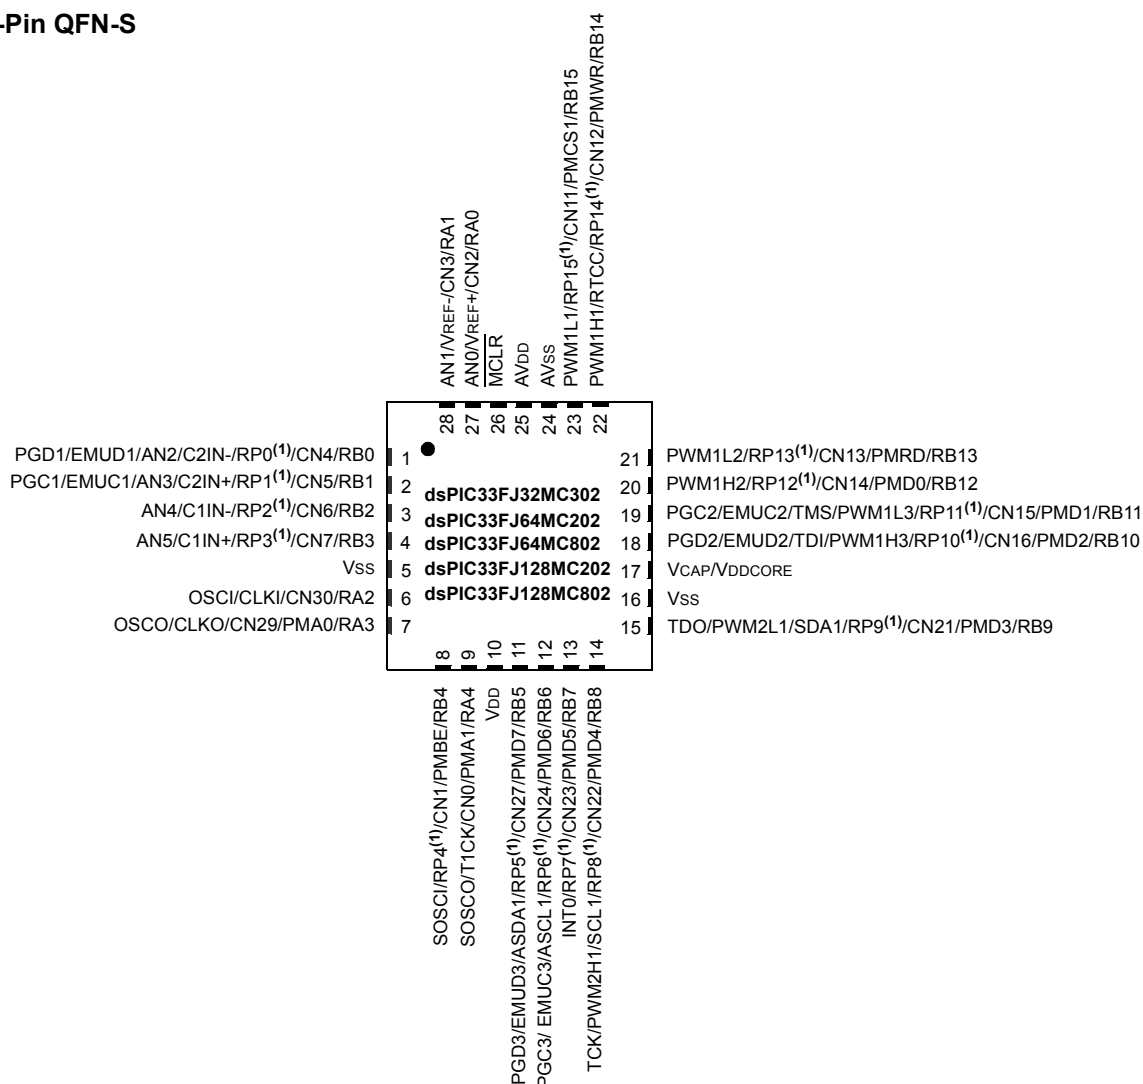 -Pin QFN-S
AN1/VREF-/CN3/RA1
AN0/VREF+/CN2/RA0
MCLR
AVDD
AVSS
PWM1L1/RP15(1)/CN11/PMCS1/RB15
PWM1H1/RTCC/RP14(1)/CN12/PMWR/RB14
28
27
26
25
24
23
22
PGD1/EMUD1/AN2/C2IN-/RP0(1)/CN4/RB0
PGC1/EMUC1/AN3/C2IN+/RP1(1)/CN5/RB1
AN4/C1IN-/RP2(1)/CN6/RB2
AN5/C1IN+/RP3(1)/CN7/RB3
VSS
OSCI/CLKI/CN30/RA2
OSCO/CLKO/CN29/PMA0/RA3
1
2
3
4
5
6
7
dsPIC33FJ32MC302
dsPIC33FJ64MC202
dsPIC33FJ64MC802
dsPIC33FJ128MC202
dsPIC33FJ128MC802
21
20
19
18
17
16
15
PWM1L2/RP13(1)/CN13/PMRD/RB13
PWM1H2/RP12(1)/CN14/PMD0/RB12
PGC2/EMUC2/TMS/PWM1L3/RP11(1)/CN15/PMD1/RB11
PGD2/EMUD2/TDI/PWM1H3/RP10(1)/CN16/PMD2/RB10
VCAP/VDDCORE
VSS
TDO/PWM2L1/SDA1/RP9(1)/CN21/PMD3/RB9
8
9
10
11
12
13
14
SOSCI/RP4(1)/CN1/PMBE/RB4
SOSCO/T1CK/CN0/PMA1/RA4
VDD
PGD3/EMUD3/ASDA1/RP5(1)/CN27/PMD7/RB5
PGC3/ EMUC3/ASCL1/RP6(1)/CN24/PMD6/RB6
INT0/RP7(1)/CN23/PMD5/RB7
TCK/PWM2H1/SCL1/RP8(1)/CN22/PMD4/RB8